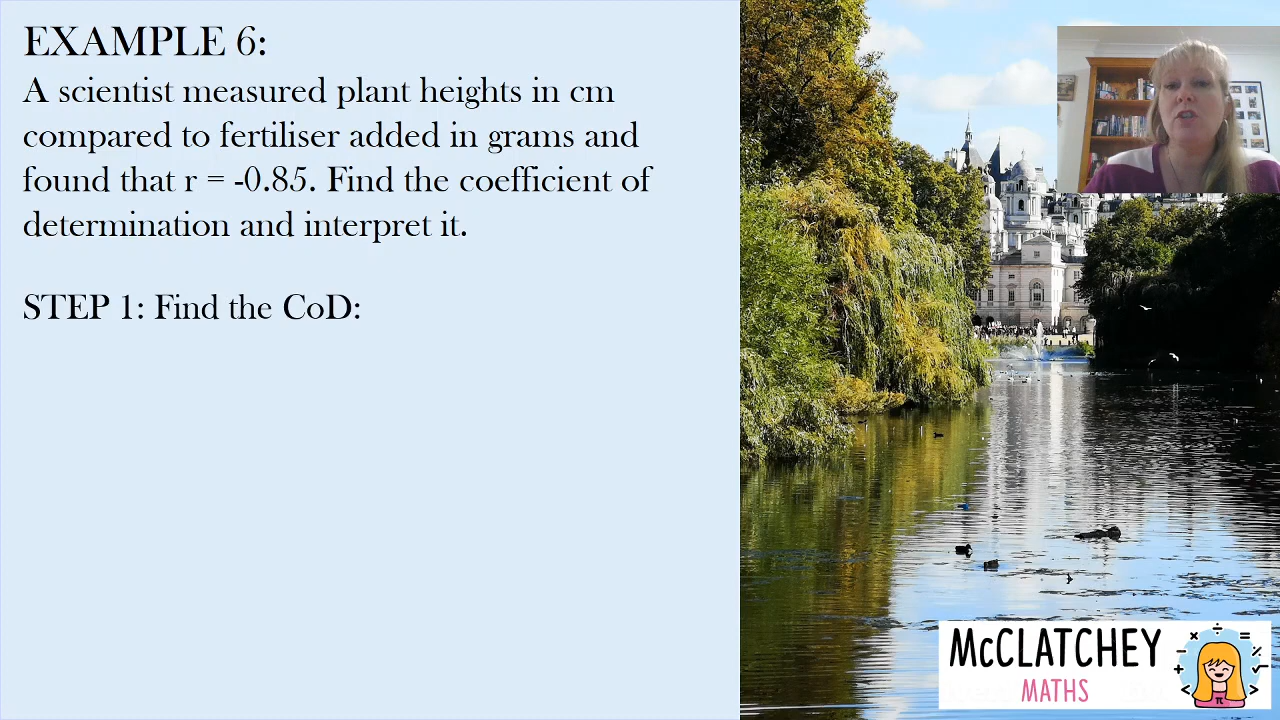 EXAMPLE 6:
A scientist measured plant heights in cm
compared to fertiliser added in grams and
found that r = -0.85. Find the coefficient of
determination and interpret it.
STEP 1: Find the CoD:
McCLATCHEY
MATHS